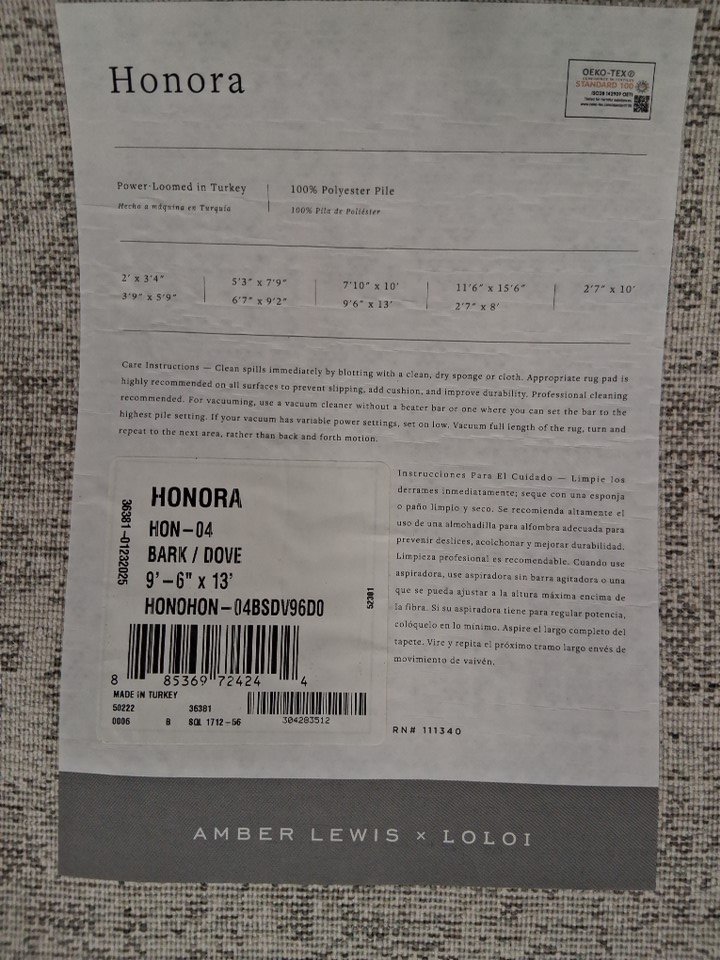 Honora
OEKO-TEX®
STANDARD 100
Power-Loomed in Turkey
Hecho a máquina en Turquía
100% Polyester Pile
100% Pila de Poliéster
2' x 3'4"
3'9" x 5'9"
5'3" x 7'9"
6'7" x 9'2"
7'10" x 10'
9'6" x 13'
11'6" x 15'6"
2'7" x 8'
2'7" x 10'
Care Instructions — Clean spills immediately by blotting with a clean, dry sponge or cloth. Appropriate rug pad is
highly recommended on all surfaces to prevent slipping, add cushion, and improve durability. Professional cleaning
recommended. For vacuuming, use a vacuum cleaner without a beater bar or one where you can set the bar to the
highest pile setting. If your vacuum has variable power settings, set on low. Vacuum full length of the rug, turn and
repeat to the next area, rather than back and forth motion.
HONORA
HON-04
BARK / DOVE
9'-6" x 13'
HONOHON-04BSDV96D0
36381-01232025
52381
8 85369 72424 4
MADE IN TURKEY
50222 36381
0006 B SQL 1712-56
304283512
Instrucciones Para El Cuidado — Limpie los
derrames inmediatamente; seque con una esponja
o paño limpio y seco. Se recomienda altamente el
uso de una almohadilla para alfombra adecuada para
prevenir deslices, acolchonar y mejorar durabilidad.
Limpieza profesional es recomendable. Cuando use
aspiradora, use aspiradora sin barra agitadora o una
que se pueda ajustar a la altura máxima encima de
la fibra. Si su aspiradora tiene para regular potencia,
colóquelo en lo mínimo. Aspire el largo completo del
tapete. Vire y repita el próximo tramo largo envés de
movimiento de vaivén.
RN# 111340
AMBER LEWIS × LOLOI